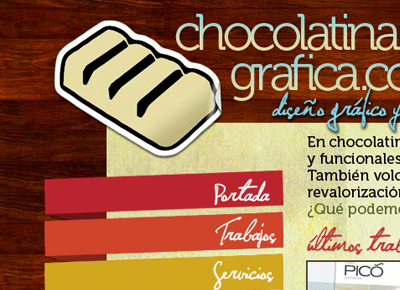 chocolatina
grafica.co
diseño gráfico y
En chocolatin
y funcionales
También volc
revalorización
¿Qué podemo
Portada
Trabajos
Servicios
últimos trab
PICÓ